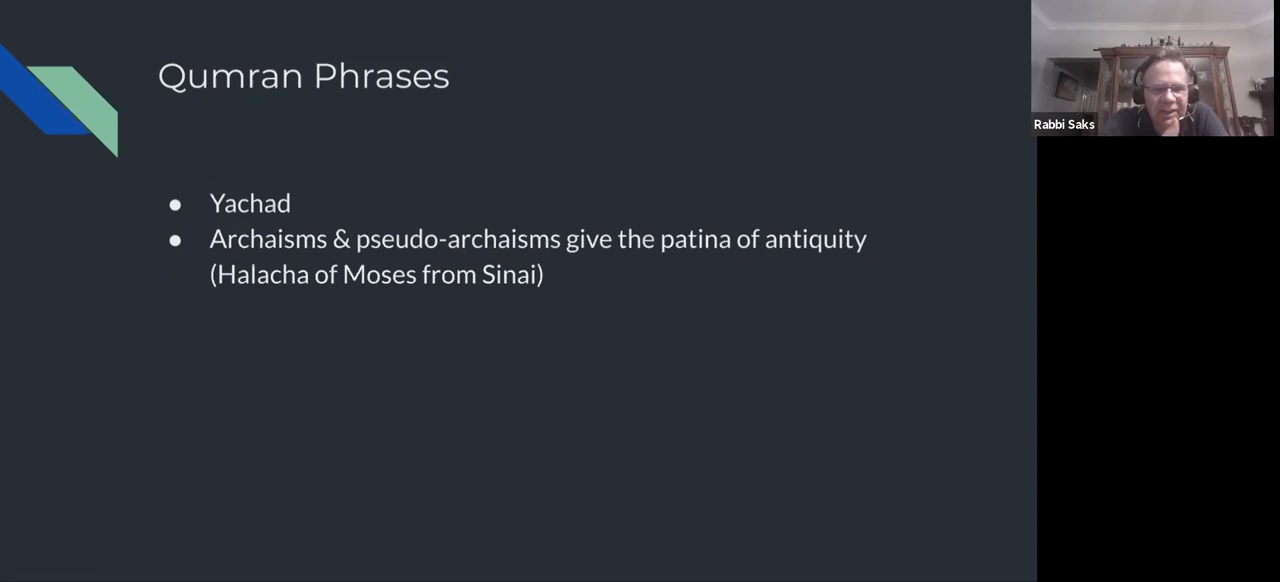 Qumran Phrases
Rabbi Saks
● Yachad
● Archaisms & pseudo-archaisms give the patina of antiquity
(Halacha of Moses from Sinai)